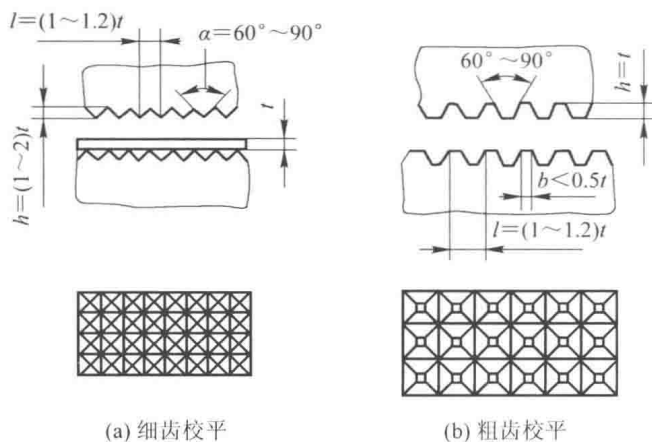 l=(1～1.2)t
α=60°～90°
t
h=(1～2)t
(a) 细齿校平
60°～90°
h=t
b<0.5t
l=(1～1.2)t
(b) 粗齿校平